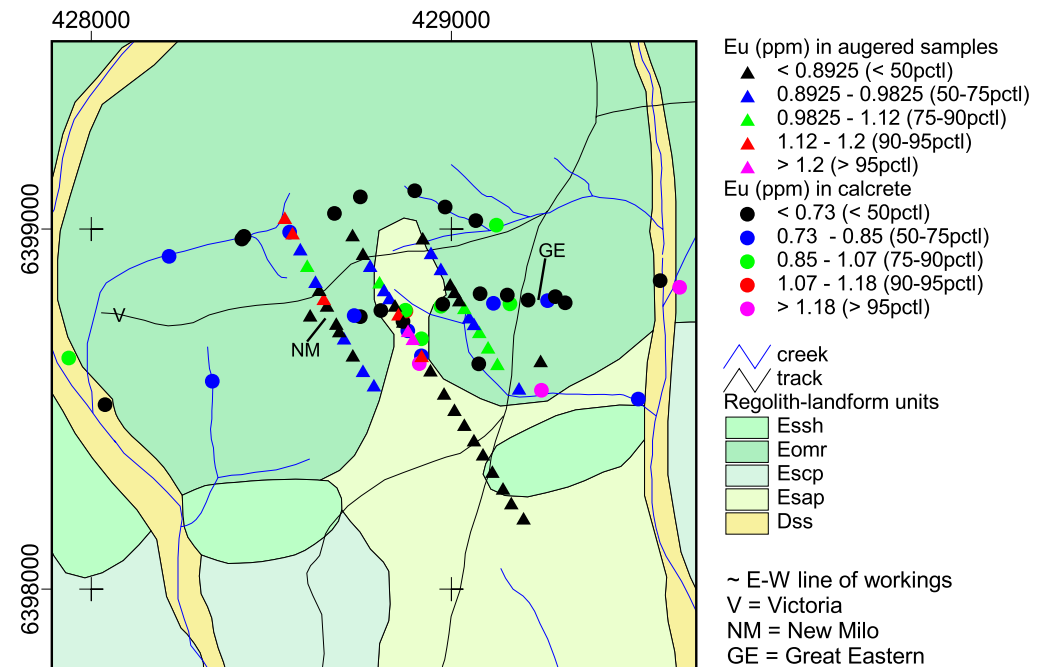 428000 429000
6399000
6398000
V
NM
GE
Eu (ppm) in augered samples
< 0.8925 (< 50pctl)
0.8925 - 0.9825 (50-75pctl)
0.9825 - 1.12 (75-90pctl)
1.12 - 1.2 (90-95pctl)
> 1.2 (> 95pctl)
Eu (ppm) in calcrete
< 0.73 (< 50pctl)
0.73 - 0.85 (50-75pctl)
0.85 - 1.07 (75-90pctl)
1.07 - 1.18 (90-95pctl)
> 1.18 (> 95pctl)
creek
track
Regolith-landform units
Essh
Eomr
Escp
Esap
Dss
~ E-W line of workings
V = Victoria
NM = New Milo
GE = Great Eastern